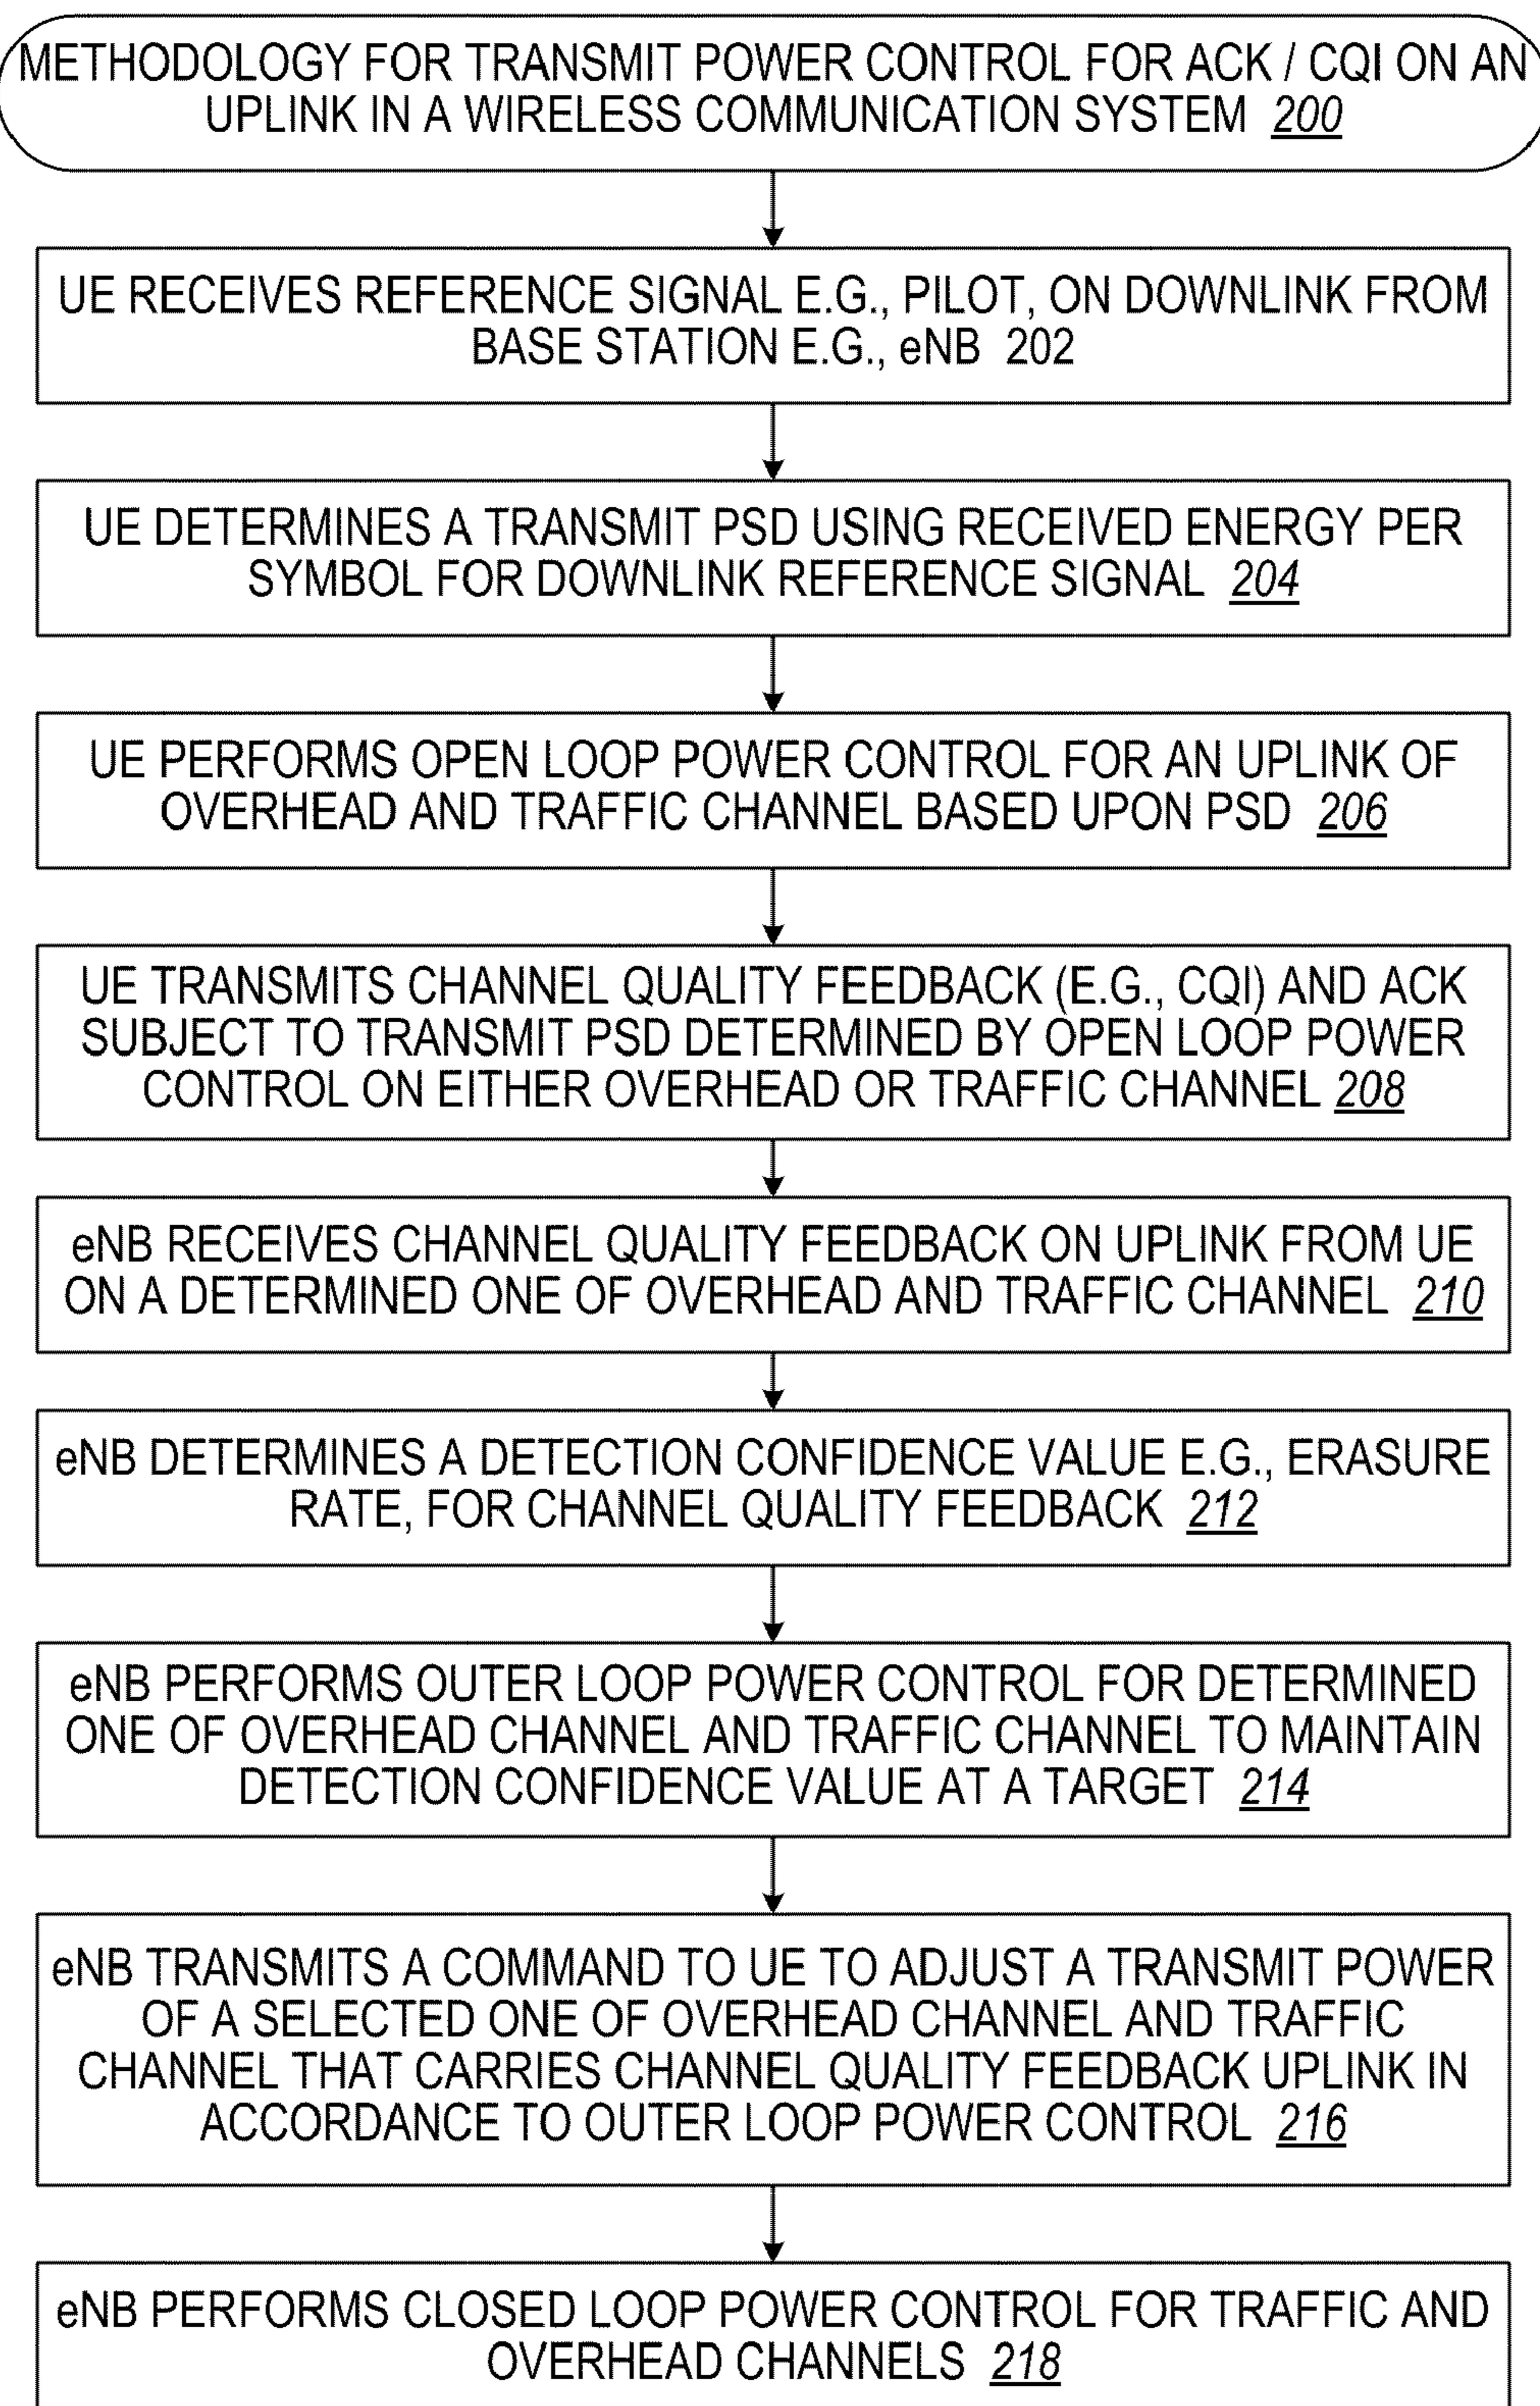 METHODOLOGY FOR TRANSMIT POWER CONTROL FOR ACK / CQI ON AN
UPLINK IN A WIRELESS COMMUNICATION SYSTEM 200
UE RECEIVES REFERENCE SIGNAL E.G., PILOT, ON DOWNLINK FROM
BASE STATION E.G., eNB 202
UE DETERMINES A TRANSMIT PSD USING RECEIVED ENERGY PER
SYMBOL FOR DOWNLINK REFERENCE SIGNAL 204
UE PERFORMS OPEN LOOP POWER CONTROL FOR AN UPLINK OF
OVERHEAD AND TRAFFIC CHANNEL BASED UPON PSD 206
UE TRANSMITS CHANNEL QUALITY FEEDBACK (E.G., CQI) AND ACK
SUBJECT TO TRANSMIT PSD DETERMINED BY OPEN LOOP POWER
CONTROL ON EITHER OVERHEAD OR TRAFFIC CHANNEL 208
eNB RECEIVES CHANNEL QUALITY FEEDBACK ON UPLINK FROM UE
ON A DETERMINED ONE OF OVERHEAD AND TRAFFIC CHANNEL 210
eNB DETERMINES A DETECTION CONFIDENCE VALUE E.G., ERASURE
RATE, FOR CHANNEL QUALITY FEEDBACK 212
eNB PERFORMS OUTER LOOP POWER CONTROL FOR DETERMINED
ONE OF OVERHEAD CHANNEL AND TRAFFIC CHANNEL TO MAINTAIN
DETECTION CONFIDENCE VALUE AT A TARGET 214
eNB TRANSMITS A COMMAND TO UE TO ADJUST A TRANSMIT POWER
OF A SELECTED ONE OF OVERHEAD CHANNEL AND TRAFFIC
CHANNEL THAT CARRIES CHANNEL QUALITY FEEDBACK UPLINK IN
ACCORDANCE TO OUTER LOOP POWER CONTROL 216
eNB PERFORMS CLOSED LOOP POWER CONTROL FOR TRAFFIC AND
OVERHEAD CHANNELS 218